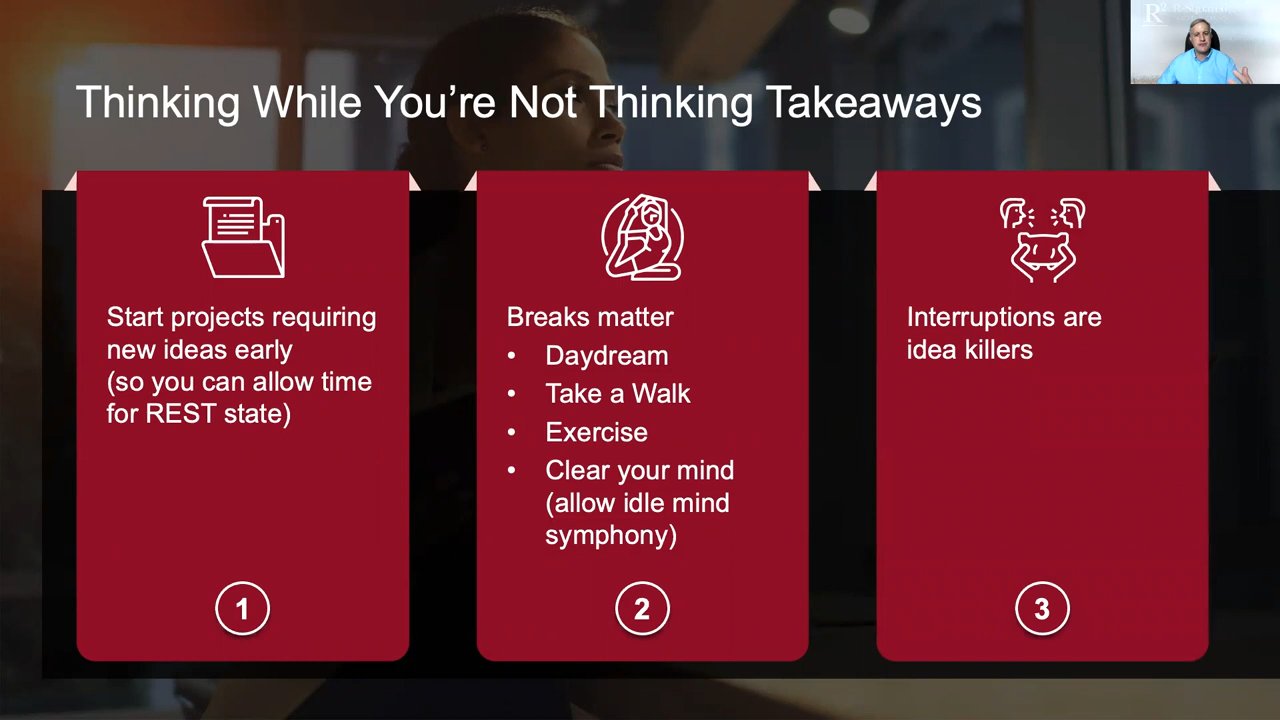 Thinking While You're Not Thinking Takeaways
Start projects requiring
new ideas early
(so you can allow time
for REST state)
1
Breaks matter
• Daydream
• Take a Walk
• Exercise
• Clear your mind
(allow idle mind
symphony)
2
Interruptions are
idea killers
3